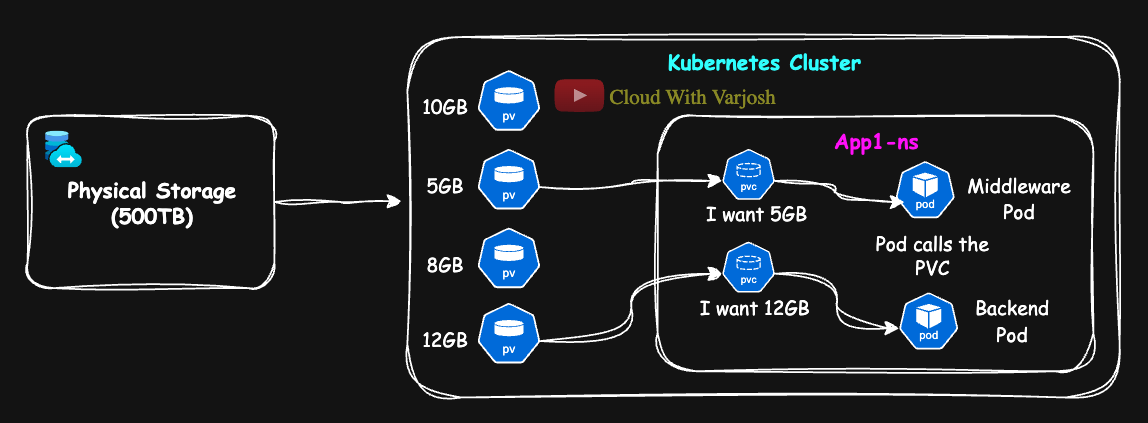 Kubernetes Cluster
Cloud With Varjosh
10GB
pv
5GB
pv
8GB
pv
12GB
pv
Physical Storage
(500TB)
App1-ns
pvc
I want 5GB
pod
Middleware
Pod
Pod calls the
PVC
pvc
I want 12GB
pod
Backend
Pod